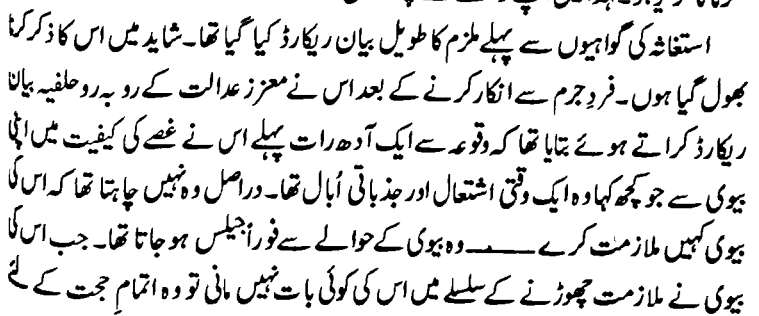 استغاثہ کی گواہیوں سے پہلے ملزم کا طویل بیان ریکارڈ کیا گیا تھا۔ شاید میں اس کا ذکر کرنا
بھول گیا ہوں۔ فردِ جرم سے انکار کرنے کے بعد اس نے معزز عدالت کے رو بہ رو حلفیہ بیان
ریکارڈ کراتے ہوئے بتایا تھا کہ وقوعہ سے ایک آدھ رات پہلے اس نے غصے کی کیفیت میں اپنی
بیوی سے جو کچھ کہا وہ ایک وقتی اشتعال اور جذباتی اُبال تھا۔ دراصل وہ نہیں چاہتا تھا کہ اس کی
بیوی کہیں ملازمت کرے ــــــ وہ بیوی کے حوالے سے فوراً جیلس ہو جاتا تھا۔ جب اس کی
بیوی نے ملازمت چھوڑنے کے سلسلے میں اس کی کوئی بات نہیں مانی تو وہ اتمامِ حجت کے لئے